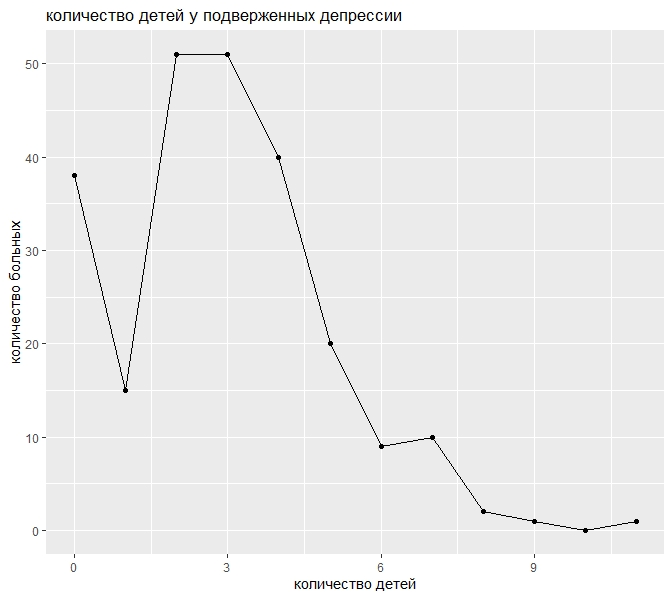 количество детей у подверженных депрессии
50
40
30
20
10
0
количество больных
0 3 6 9
количество детей